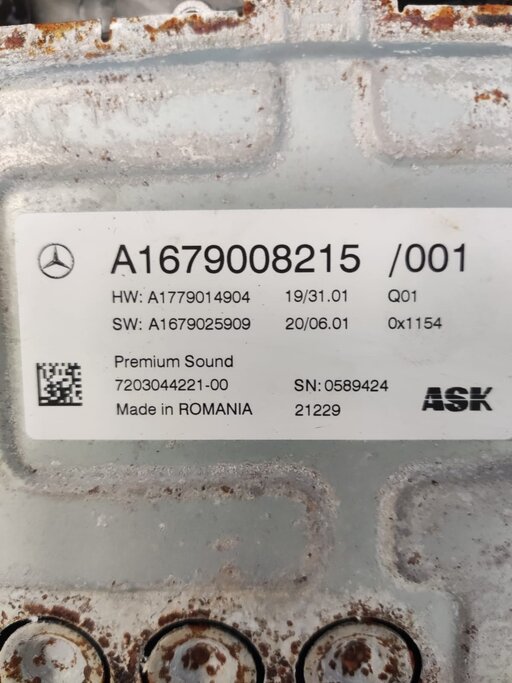 A1679008215 /001
HW: A1779014904 19/31.01 Q01
SW: A1679025909 20/06.01 0x1154
Premium Sound
7203044221-00 SN: 0589424
Made in ROMANIA 21229
ASK